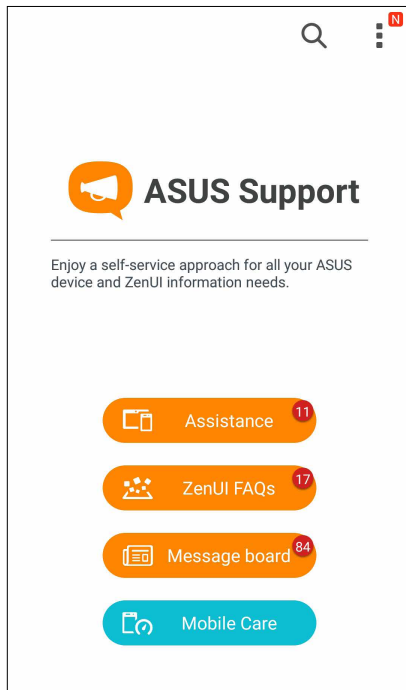 N
ASUS Support
Enjoy a self-service approach for all your ASUS
device and ZenUI information needs.
Assistance 11
ZenUI FAQs 17
Message board 84
Mobile Care